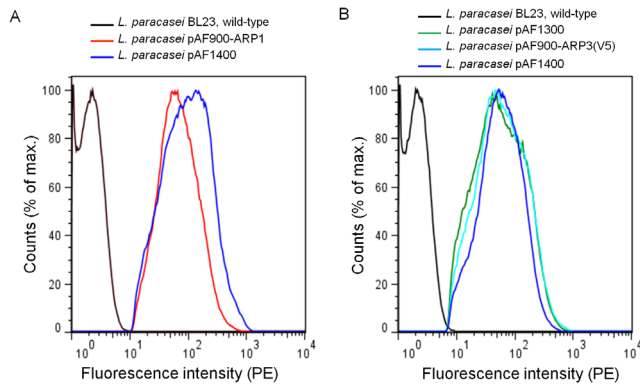 A
L. paracasei BL23, wild-type
L. paracasei pAF900-ARP1
L. paracasei pAF1400
Counts (% of max.)
100
80
60
40
20
0
10^0 10^1 10^2 10^3 10^4
Fluorescence intensity (PE)
B
L. paracasei BL23, wild-type
L. paracasei pAF1300
L. paracasei pAF900-ARP3(V5)
L. paracasei pAF1400
Counts (% of max.)
100
80
60
40
20
0
10^0 10^1 10^2 10^3 10^4
Fluorescence intensity (PE)